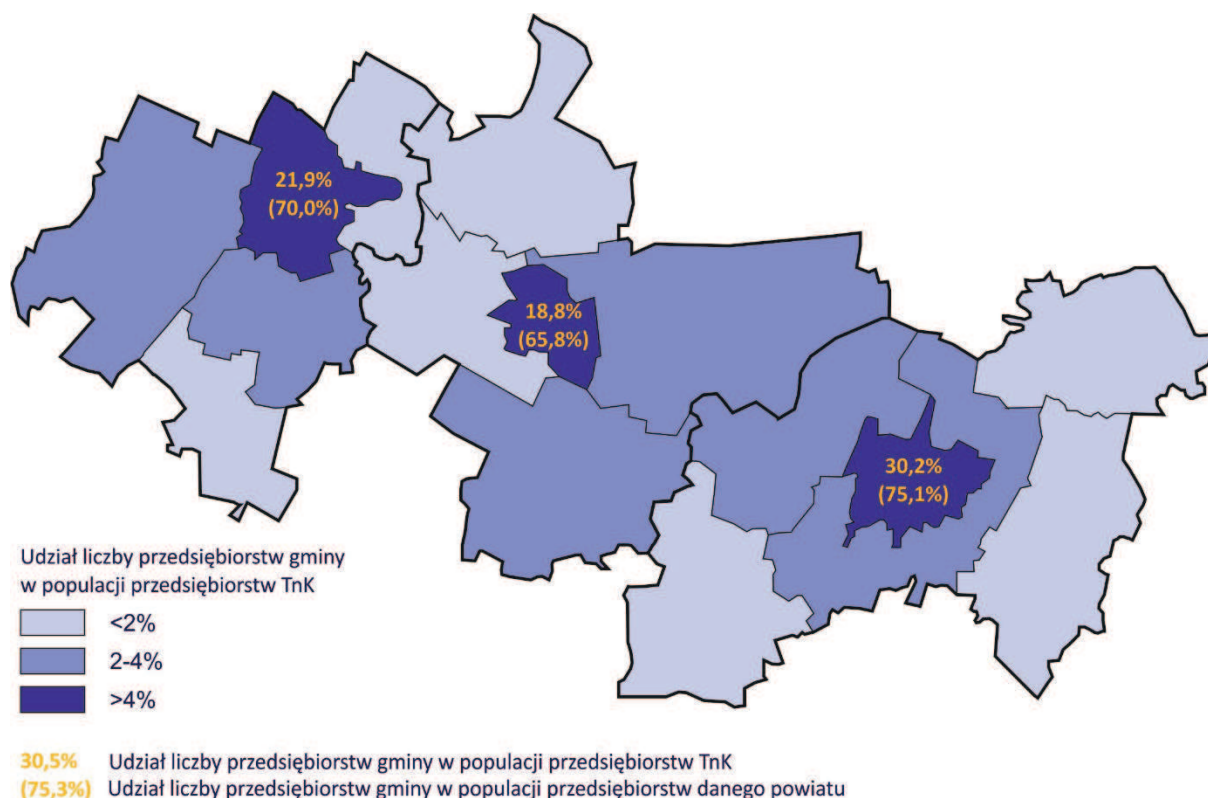 21,9%
(70,0%)
18,8%
(65,8%)
30,2%
(75,1%)
Udział liczby przedsiębiorstw gminy
w populacji przedsiębiorstw TnK
<2%
2-4%
>4%
30,5% Udział liczby przedsiębiorstw gminy w populacji przedsiębiorstw TnK
(75,3%) Udział liczby przedsiębiorstw gminy w populacji przedsiębiorstw danego powiatu